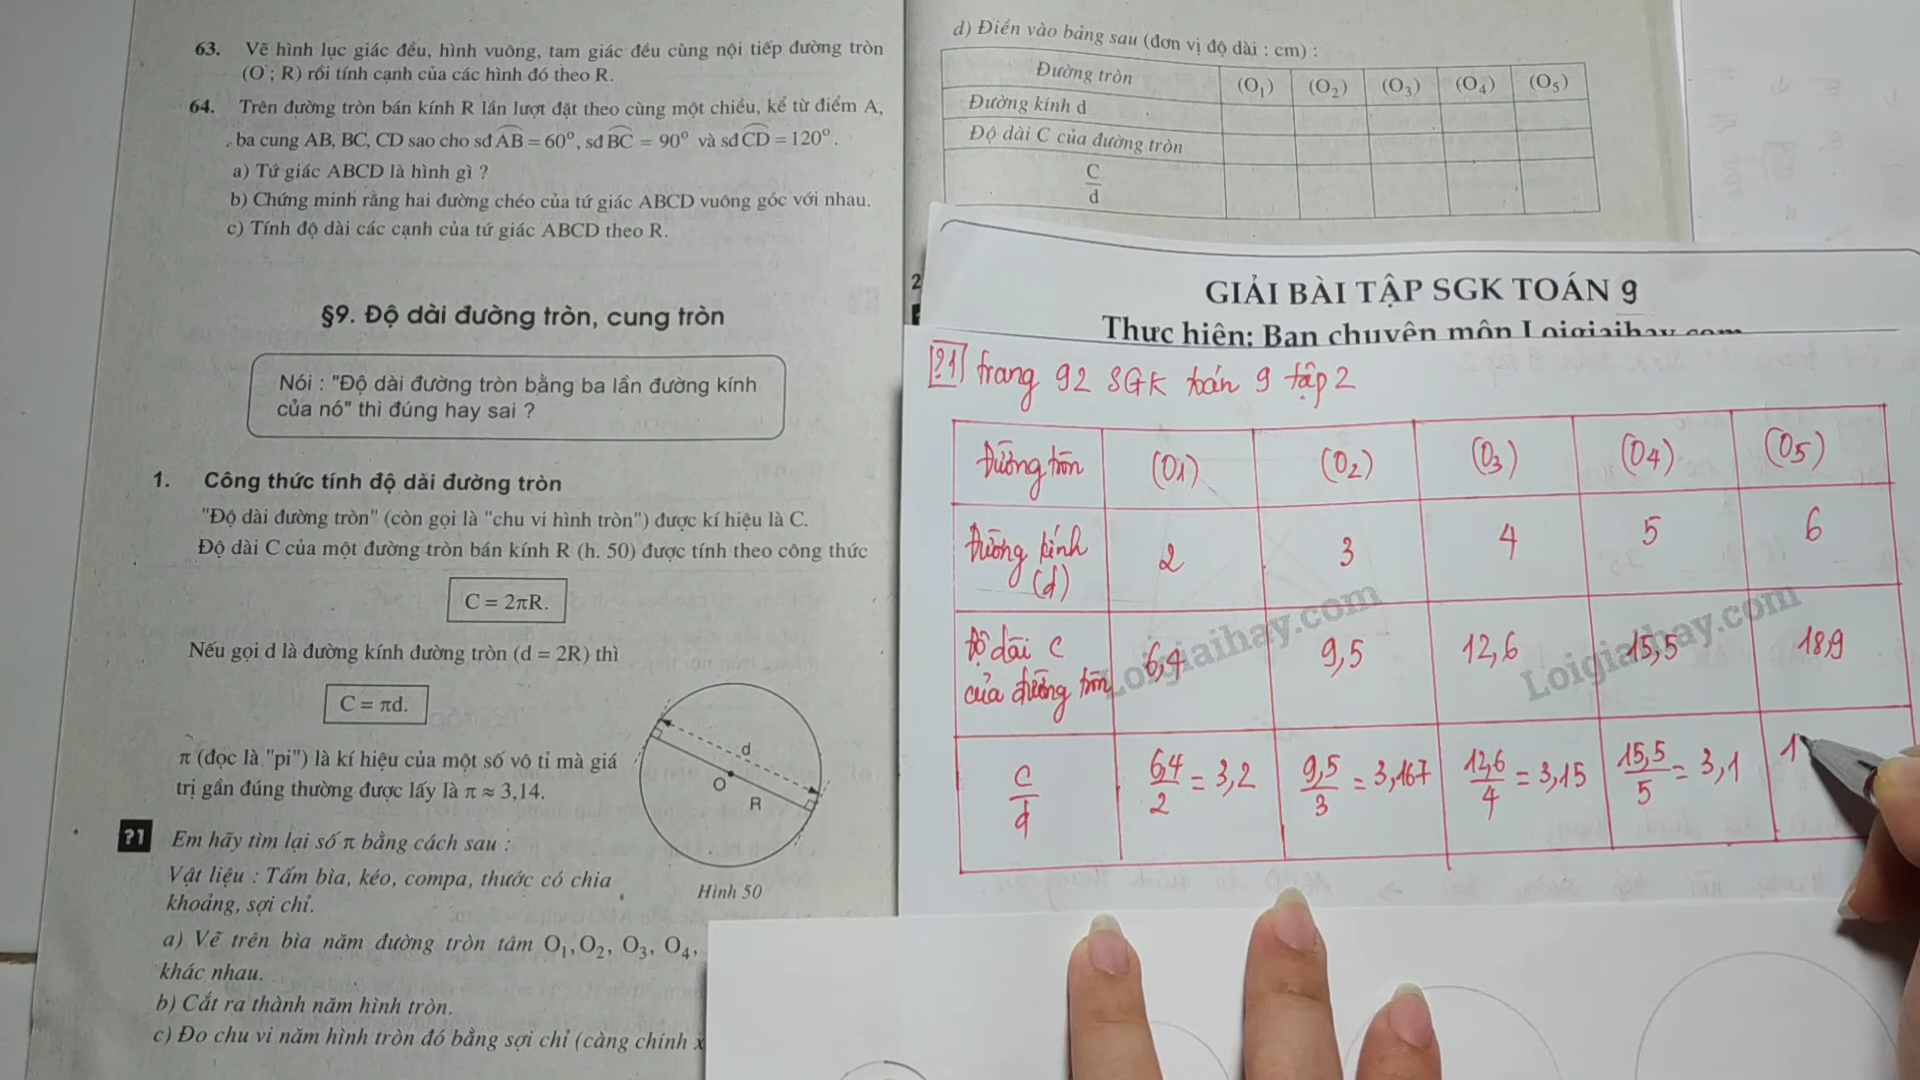 63. Vẽ hình lục giác đều, hình vuông, tam giác đều cùng nội tiếp đường tròn
(O ; R) rồi tính cạnh của các hình đó theo R.
64. Trên đường tròn bán kính R lần lượt đặt theo cùng một chiều, kể từ điểm A,
ba cung AB, BC, CD sao cho sđ AB = 60°, sđ BC = 90° và sđ CD = 120°.
a) Tứ giác ABCD là hình gì ?
b) Chứng minh rằng hai đường chéo của tứ giác ABCD vuông góc với nhau.
c) Tính độ dài các cạnh của tứ giác ABCD theo R.
§9. Độ dài đường tròn, cung tròn
Nói : "Độ dài đường tròn bằng ba lần đường kính
của nó" thì đúng hay sai ?
1. Công thức tính độ dài đường tròn
"Độ dài đường tròn" (còn gọi là "chu vi hình tròn") được kí hiệu là C.
Độ dài C của một đường tròn bán kính R (h. 50) được tính theo công thức
C = 2πR.
Nếu gọi d là đường kính đường tròn (d = 2R) thì
C = πd.
π (đọc là "pi") là kí hiệu của một số vô tỉ mà giá
trị gần đúng thường được lấy là π ≈ 3,14.
d
O
R
Hình 50
?1 Em hãy tìm lại số π bằng cách sau :
Vật liệu : Tấm bìa, kéo, compa, thước có chia
khoảng, sợi chỉ.
a) Vẽ trên bìa năm đường tròn tâm O₁, O₂, O₃, O₄,
khác nhau.
b) Cắt ra thành năm hình tròn.
c) Đo chu vi năm hình tròn đó bằng sợi chỉ (càng chính
d) Điền vào bảng sau (đơn vị độ dài : cm) :
Đường tròn (O₁) (O₂) (O₃) (O₄) (O₅)
Đường kính d
Độ dài C của đường tròn
C/d
2
GIẢI BÀI TẬP SGK TOÁN 9
Thực hiện: Ban chuyên môn Loigiaihay.com
?1 trang 92 SGK toán 9 tập 2
Đường tròn (O1) (O2) (O3) (O4) (O5)
Đường kính (d) 2 3 4 5 6
Độ dài C của đường tròn 6,4 9,5 12,6 15,5 18,9
C/d 6,4/2 = 3,2 9,5/3 = 3,167 12,6/4 = 3,15 15,5/5 = 3,1 1
Loigiaihay.com
Loigiaihay.com